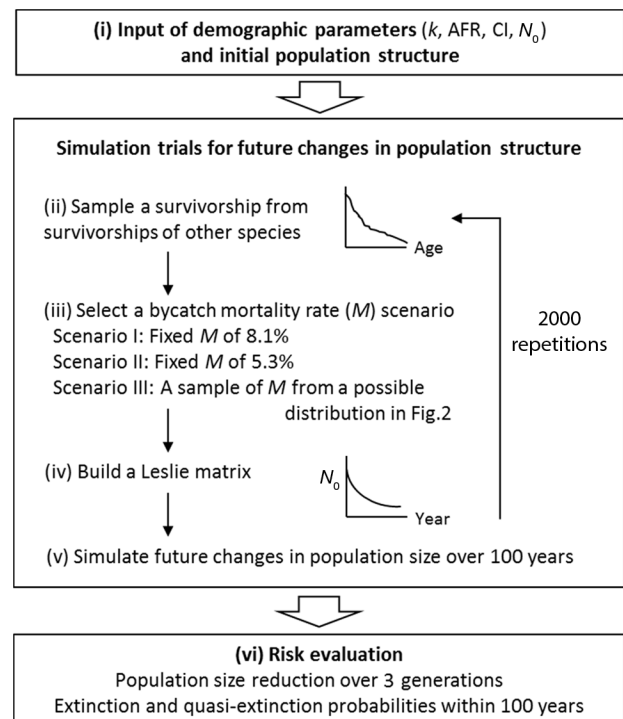 (i) Input of demographic parameters (k, AFR, CI, N₀)
and initial population structure
Simulation trials for future changes in population structure
(ii) Sample a survivorship from
survivorships of other species
Age
(iii) Select a bycatch mortality rate (M) scenario
Scenario I: Fixed M of 8.1%
Scenario II: Fixed M of 5.3%
Scenario III: A sample of M from a possible
distribution in Fig.2
2000
repetitions
(iv) Build a Leslie matrix
N₀
Year
(v) Simulate future changes in population size over 100 years
(vi) Risk evaluation
Population size reduction over 3 generations
Extinction and quasi-extinction probabilities within 100 years